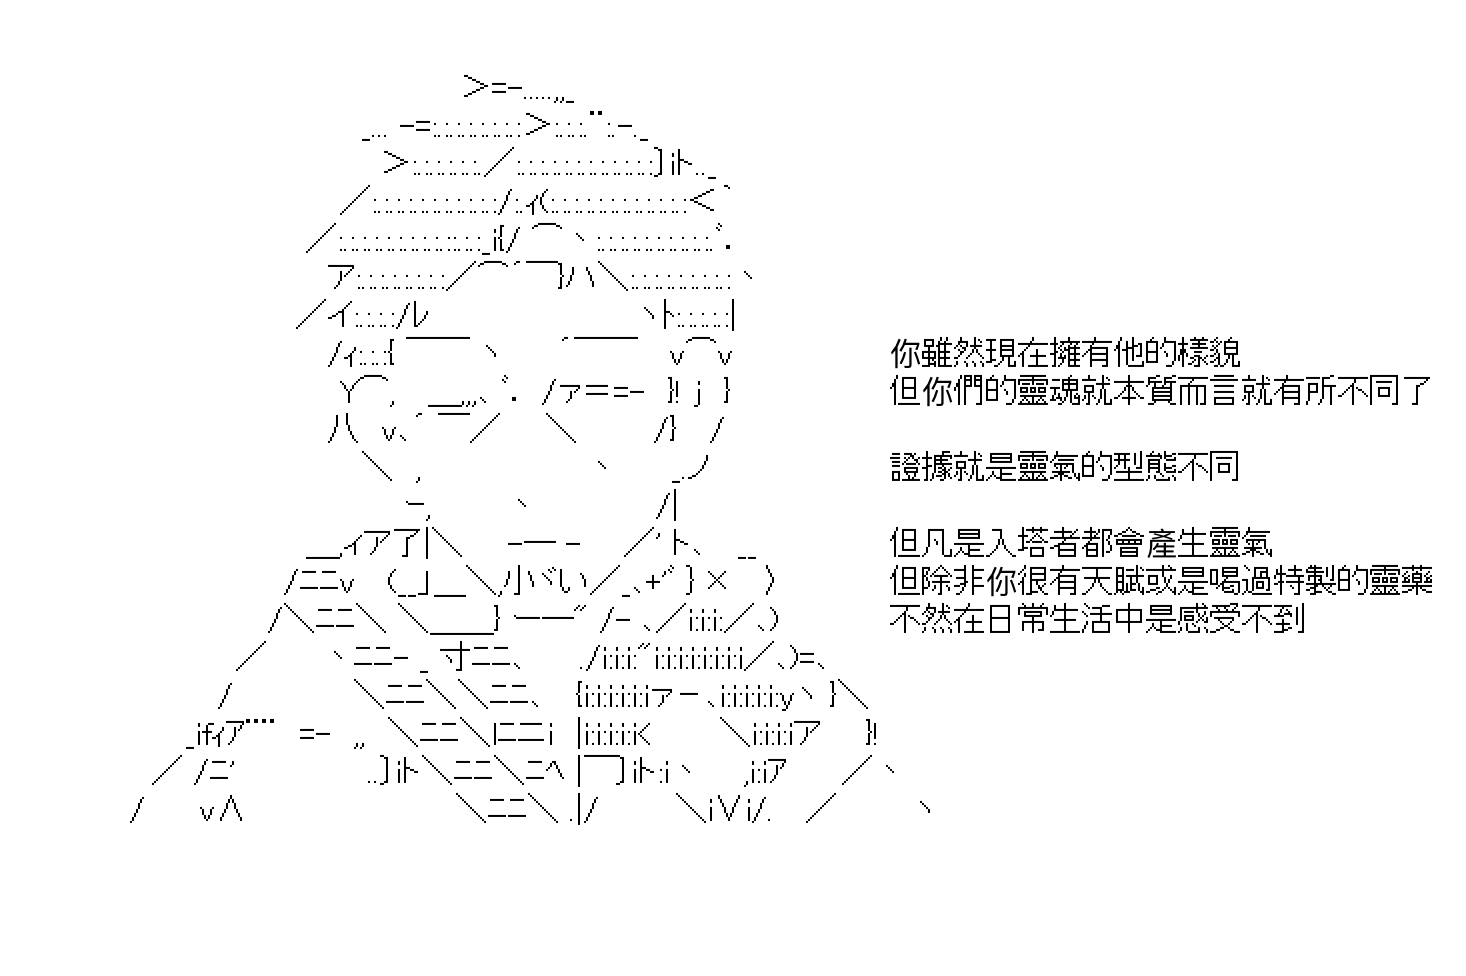 你雖然現在擁有他的樣貌
但你們的靈魂就本質而言就有所不同了
證據就是靈氣的型態不同
但凡是入塔者都會產生靈氣
但除非你很有天賦或是喝過特製的靈藥
不然在日常生活中是感受不到